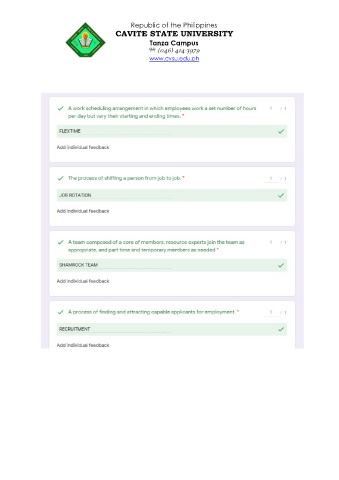 Republic of the Philippines
CAVITE STATE UNIVERSITY
Tanza Campus
☎ (046) 414-3979
www.cvsu.edu.ph
A work scheduling arrangement in which employees work a set number of hours
per day but vary their starting and ending times. *
1 / 1
FLEXTIME
Add individual feedback
The process of shifting a person from job to job. *
1 / 1
JOB ROTATION
Add individual feedback
A team composed of a core of members, resource experts join the team as
appropriate, and part time and temporary members as needed *
1 / 1
SHAMROCK TEAM
Add individual feedback
A process of finding and attracting capable applicants for employment. *
1 / 1
RECRUITMENT
Add individual feedback